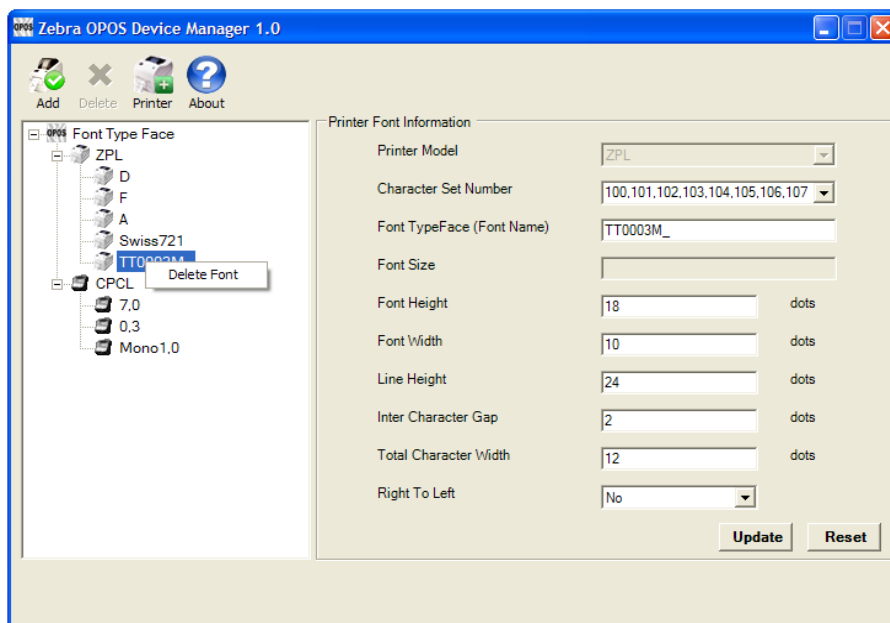 OPOS Zebra OPOS Device Manager 1.0
Add Delete Printer About
OPOS Font Type Face
ZPL
D
F
A
Swiss721
TT0003M_
Delete Font
CPCL
7,0
0,3
Mono1,0
Printer Font Information
Printer Model ZPL
Character Set Number 100,101,102,103,104,105,106,107
Font TypeFace (Font Name) TT0003M_
Font Size
Font Height 18 dots
Font Width 10 dots
Line Height 24 dots
Inter Character Gap 2 dots
Total Character Width 12 dots
Right To Left No
Update Reset